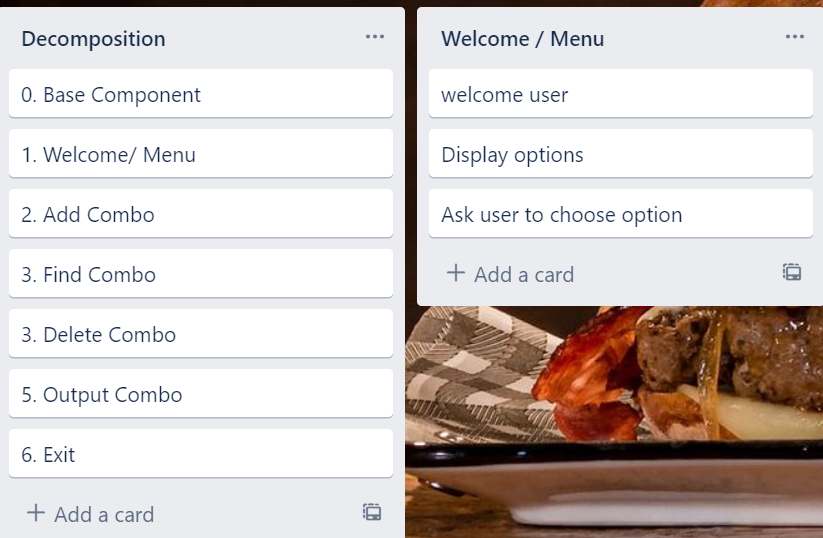 Decomposition
0. Base Component
1. Welcome/ Menu
2. Add Combo
3. Find Combo
3. Delete Combo
5. Output Combo
6. Exit
Add a card
Welcome / Menu
welcome user
Display options
Ask user to choose option
Add a card